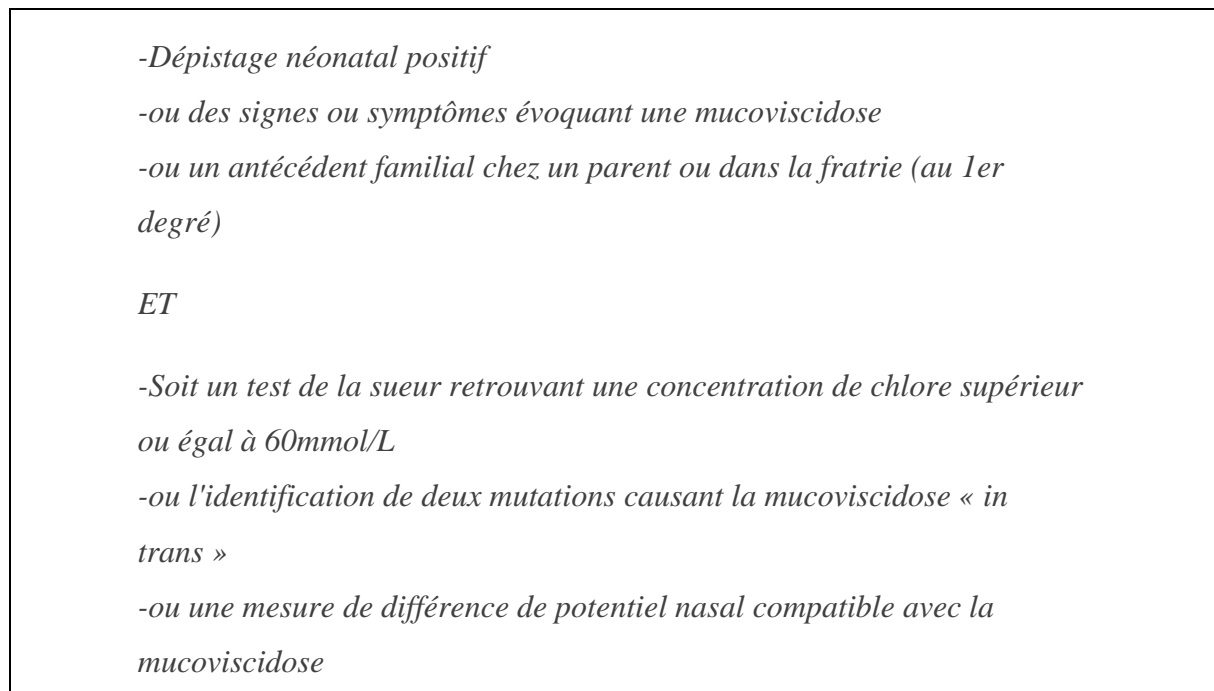 -Dépistage néonatal positif
-ou des signes ou symptômes évoquant une mucoviscidose
-ou un antécédent familial chez un parent ou dans la fratrie (au 1er
degré)
ET
-Soit un test de la sueur retrouvant une concentration de chlore supérieur
ou égal à 60mmol/L
-ou l'identification de deux mutations causant la mucoviscidose « in
trans »
-ou une mesure de différence de potentiel nasal compatible avec la
mucoviscidose